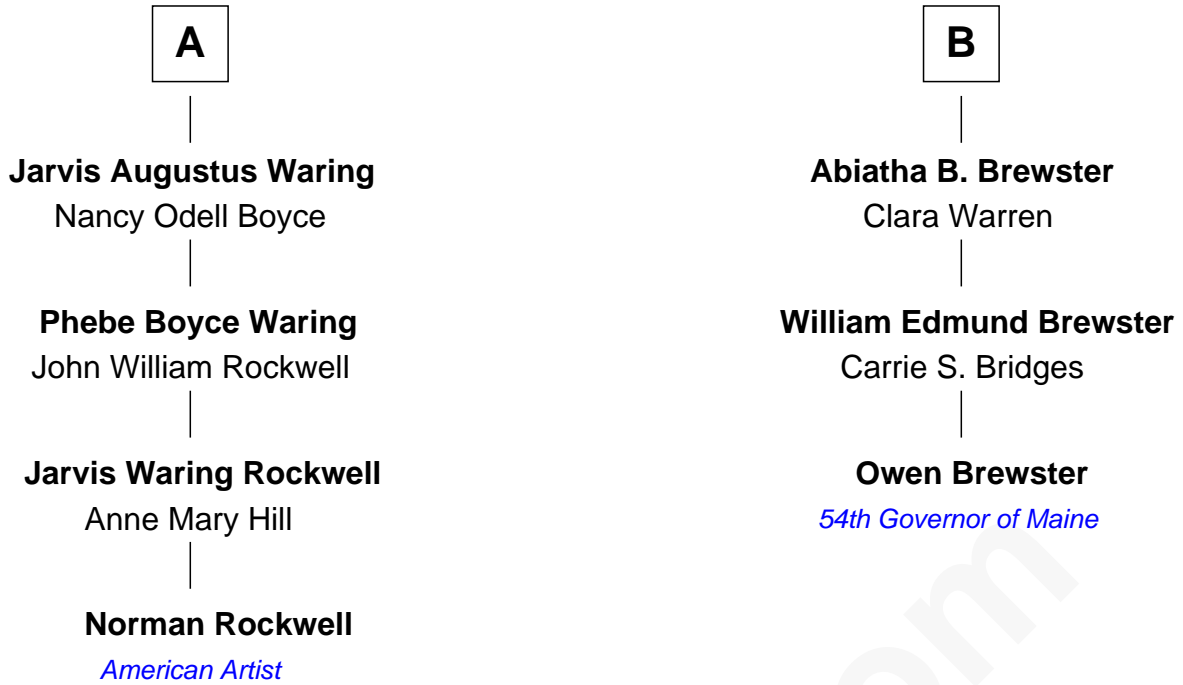 A
Jarvis Augustus Waring
Nancy Odell Boyce
Phebe Boyce Waring
John William Rockwell
Jarvis Waring Rockwell
Anne Mary Hill
Norman Rockwell
American Artist
B
Abiatha B. Brewster
Clara Warren
William Edmund Brewster
Carrie S. Bridges
Owen Brewster
54th Governor of Maine
om